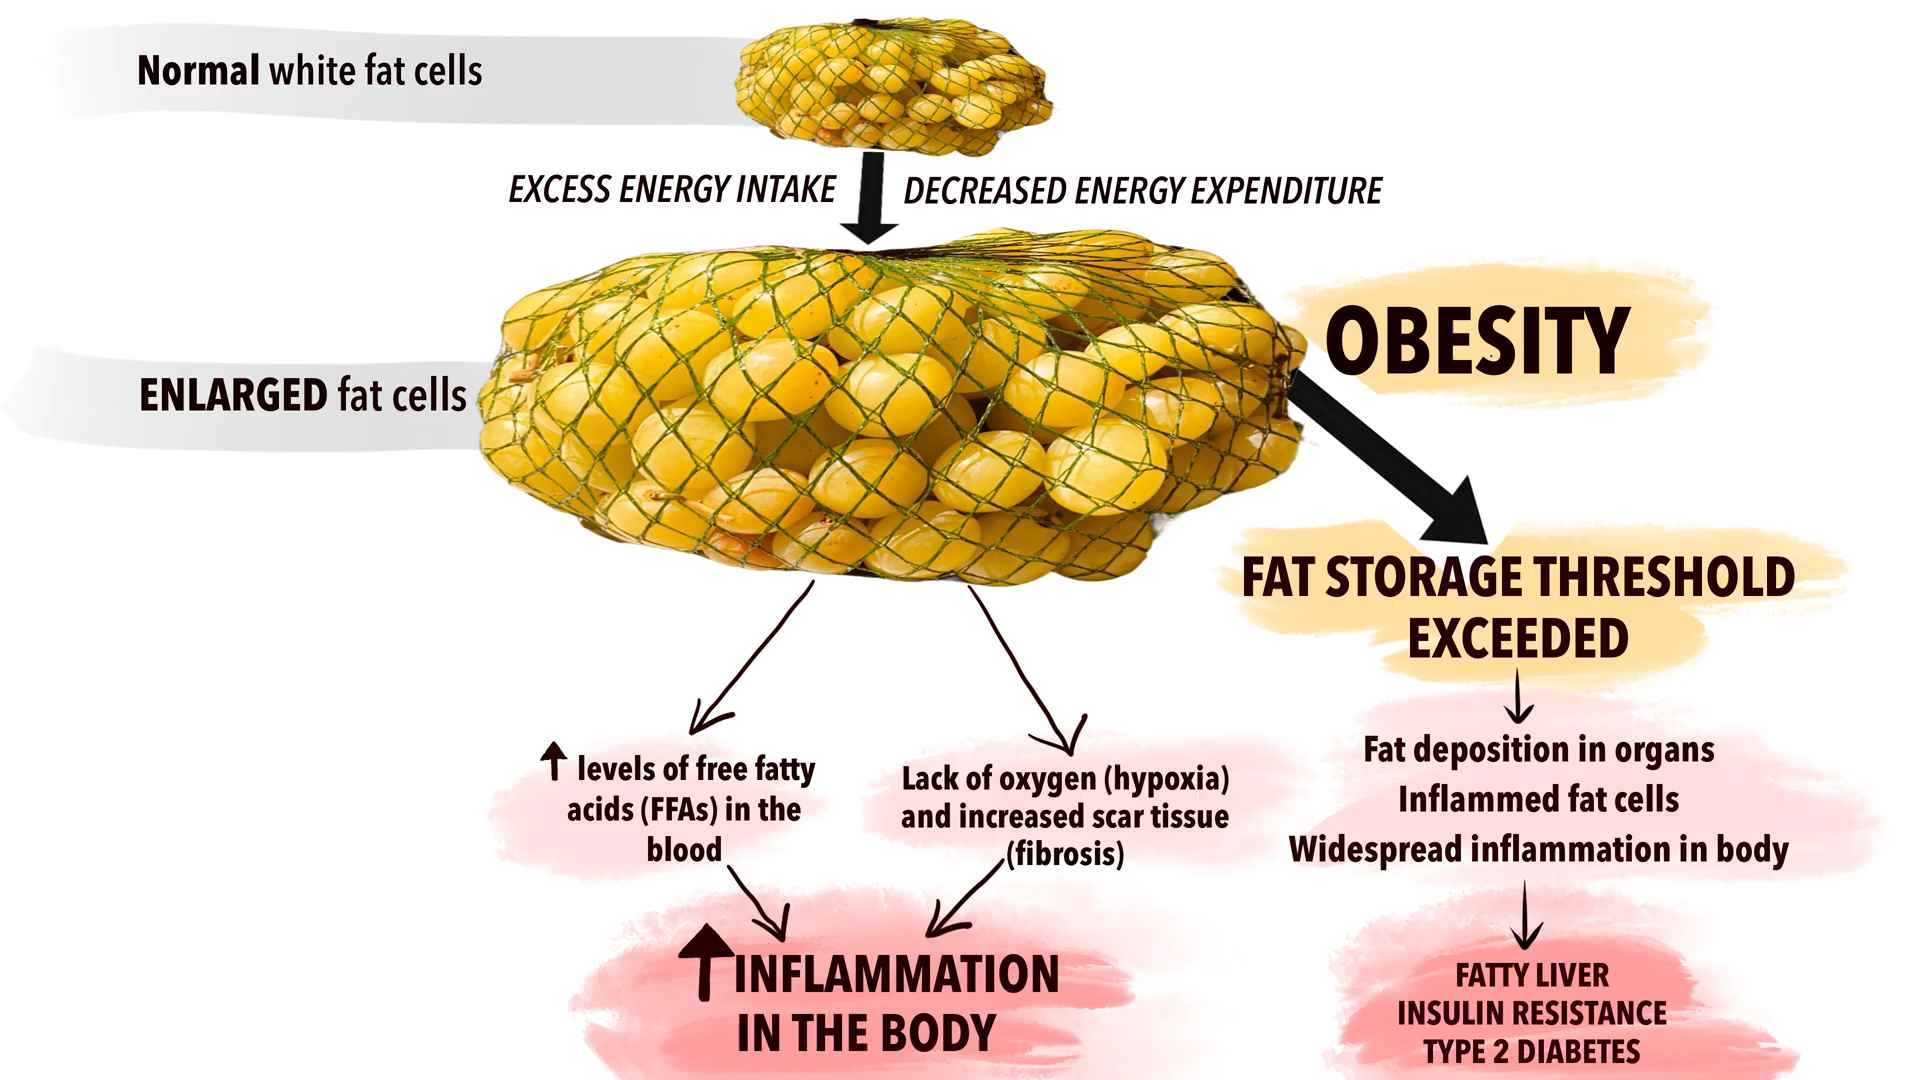 Normal white fat cells
EXCESS ENERGY INTAKE
DECREASED ENERGY EXPENDITURE
ENLARGED fat cells
OBESITY
FAT STORAGE THRESHOLD
EXCEEDED
levels of free fatty
acids (FFAs) in the
blood
Lack of oxygen (hypoxia)
and increased scar tissue
(fibrosis)
INFLAMMATION
IN THE BODY
Fat deposition in organs
Inflammed fat cells
Widespread inflammation in body
FATTY LIVER
INSULIN RESISTANCE
TYPE 2 DIABETES